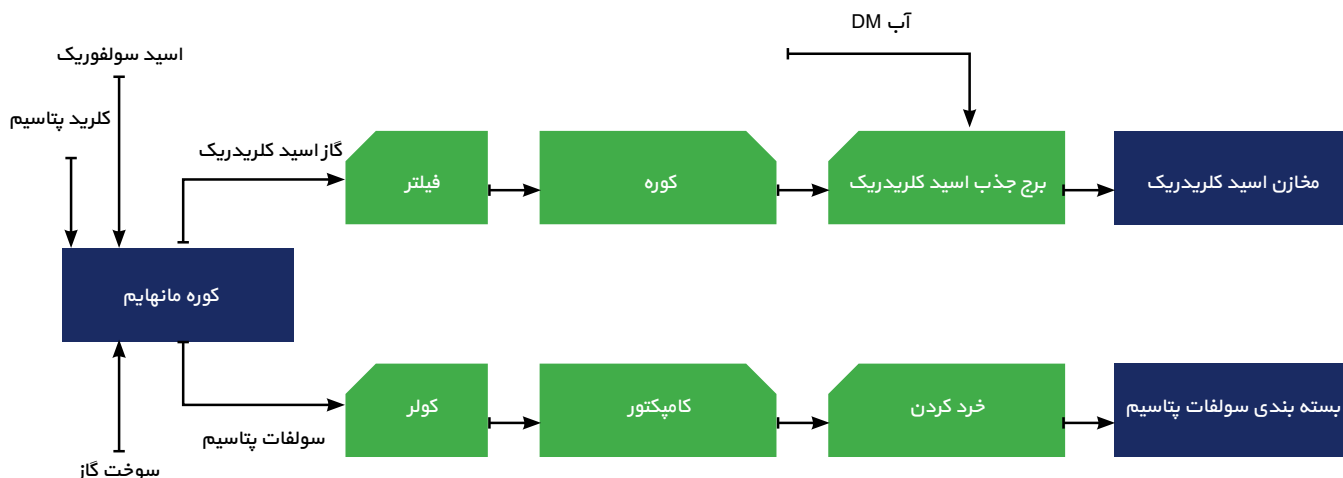 آب DM
اسید سولفوریک
کلرید پتاسیم
گاز اسید کلریدریک
فیلتر
کوره
برج جذب اسید کلریدریک
مخازن اسید کلریدریک
کوره مانهایم
کولر
کامپکتور
خرد کردن
بسته بندی سولفات پتاسیم
سولفات پتاسیم
سوخت گاز